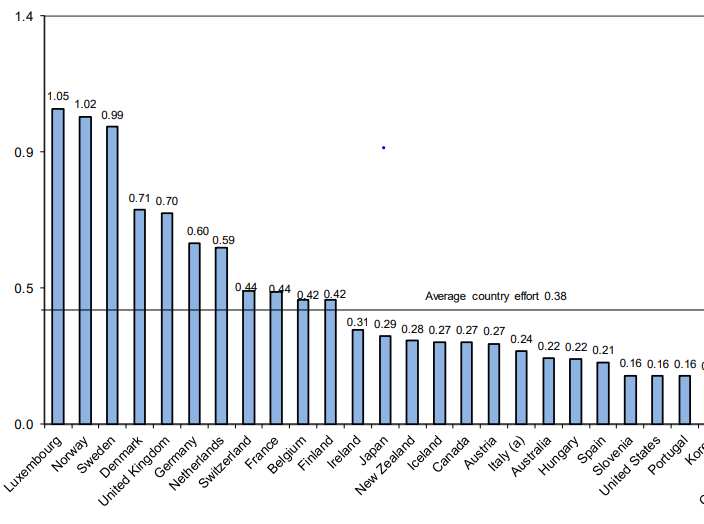 1.4
1.05
1.02
0.99
0.9
0.71
0.70
0.60
0.59
0.5
0.44
0.44
0.42
0.42
Average country effort 0.38
0.31
0.29
0.28
0.27
0.27
0.27
0.24
0.22
0.22
0.21
0.16
0.16
0.16
0.0
Luxembourg
Norway
Sweden
Denmark
United Kingdom
Germany
Netherlands
Switzerland
France
Belgium
Finland
Ireland
Japan
New Zealand
Iceland
Canada
Austria
Italy (a)
Australia
Hungary
Spain
Slovenia
United States
Portugal